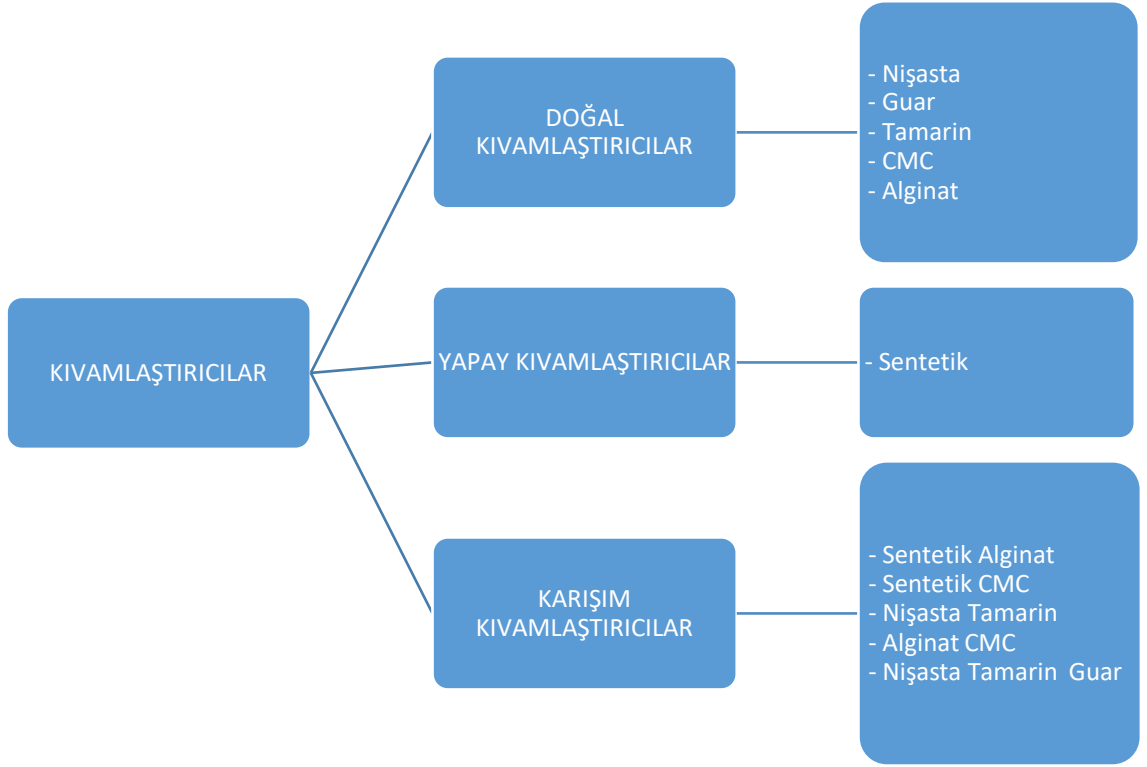 KIVAMLAŞTIRICILAR
DOĞAL
KIVAMLAŞTIRICILAR
- Nişasta
- Guar
- Tamarin
- CMC
- Alginat
YAPAY KIVAMLAŞTIRICILAR
- Sentetik
KARIŞIM
KIVAMLAŞTIRICILAR
- Sentetik Alginat
- Sentetik CMC
- Nişasta Tamarin
- Alginat CMC
- Nişasta Tamarin  Guar